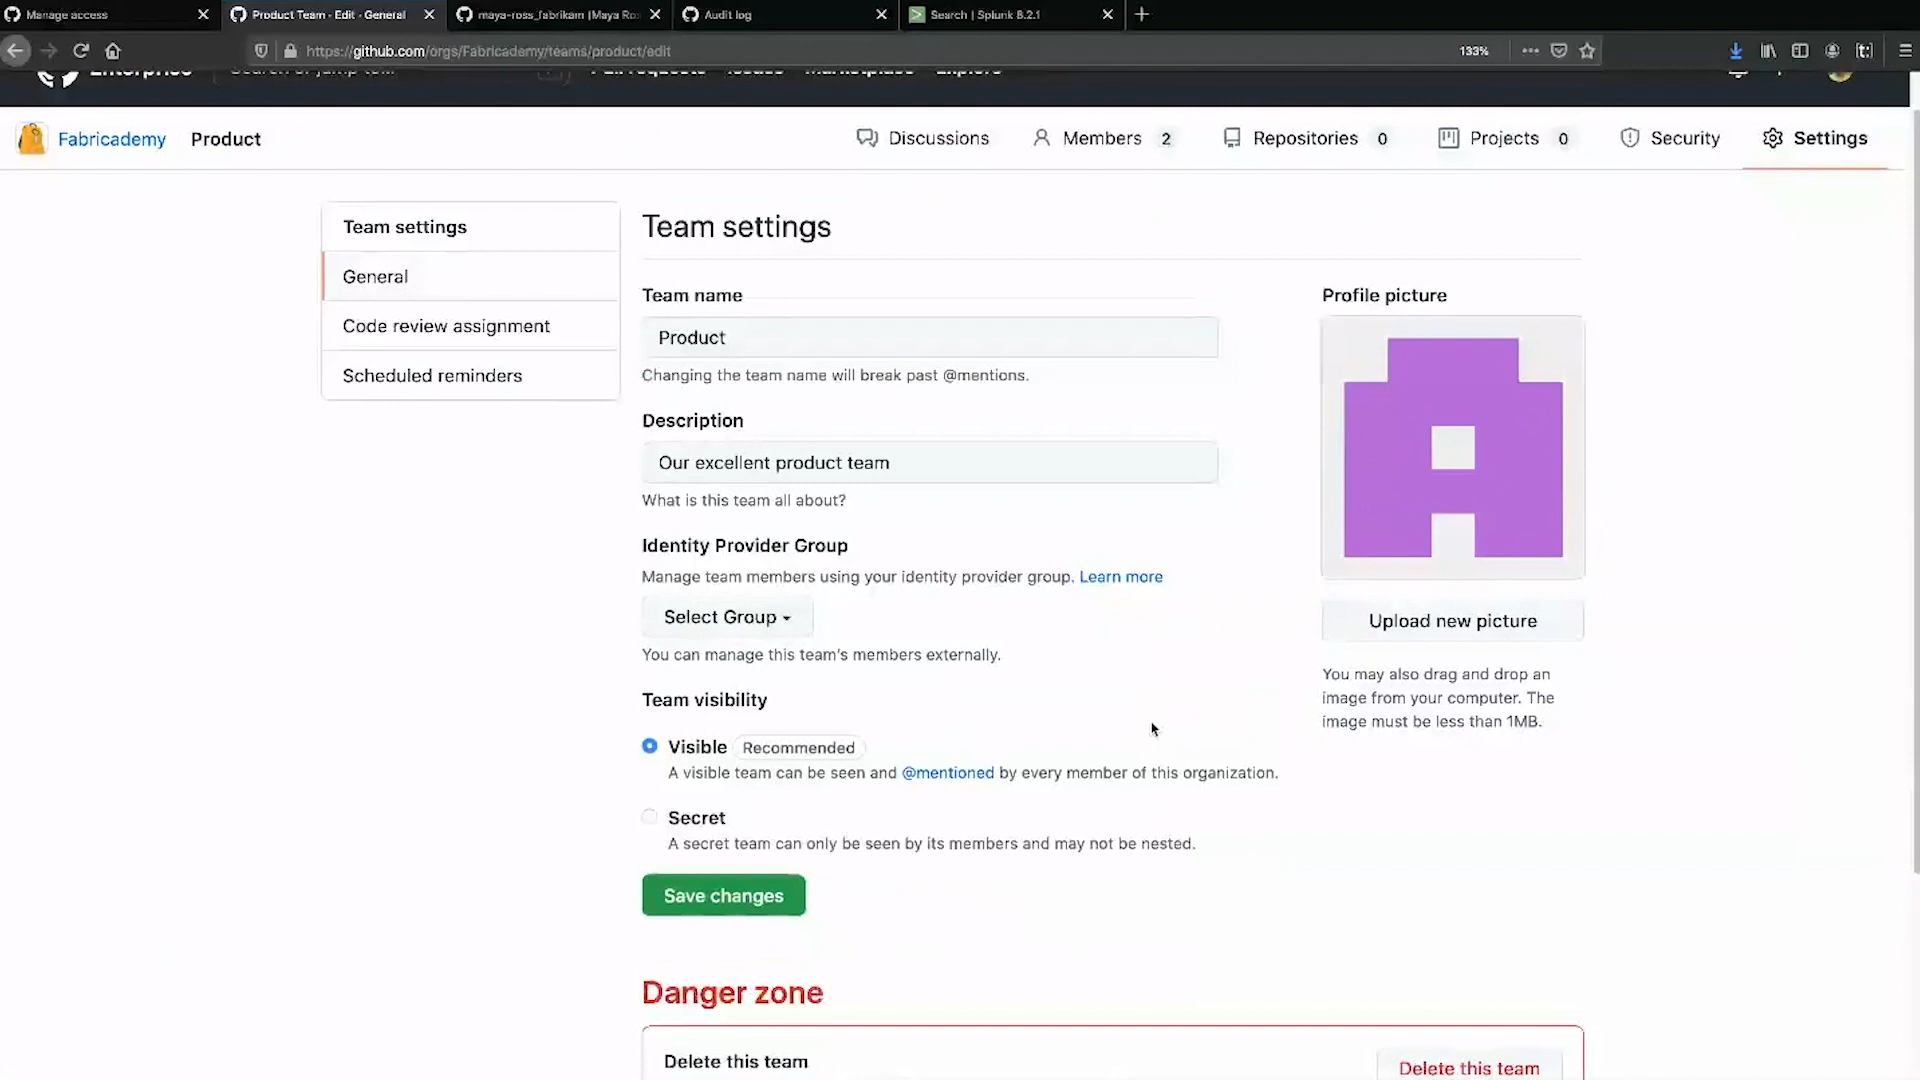 Manage access
Product Team · Edit · General
maya-ross_fabrikam (Maya Ro
Audit log
Search | Splunk 8.2.1
https://github.com/orgs/Fabricademy/teams/product/edit
133%
Enterprise
Pull requests Issues Marketplace Explore
Fabricademy Product
Discussions
Members 2
Repositories 0
Projects 0
Security
Settings
Team settings
General
Code review assignment
Scheduled reminders
Team settings
Team name
Product
Changing the team name will break past @mentions.
Description
Our excellent product team
What is this team all about?
Identity Provider Group
Manage team members using your identity provider group. Learn more
Select Group
You can manage this team's members externally.
Team visibility
Visible Recommended
A visible team can be seen and @mentioned by every member of this organization.
Secret
A secret team can only be seen by its members and may not be nested.
Save changes
Profile picture
Upload new picture
You may also drag and drop an
image from your computer. The
image must be less than 1MB.
Danger zone
Delete this team
Delete this team